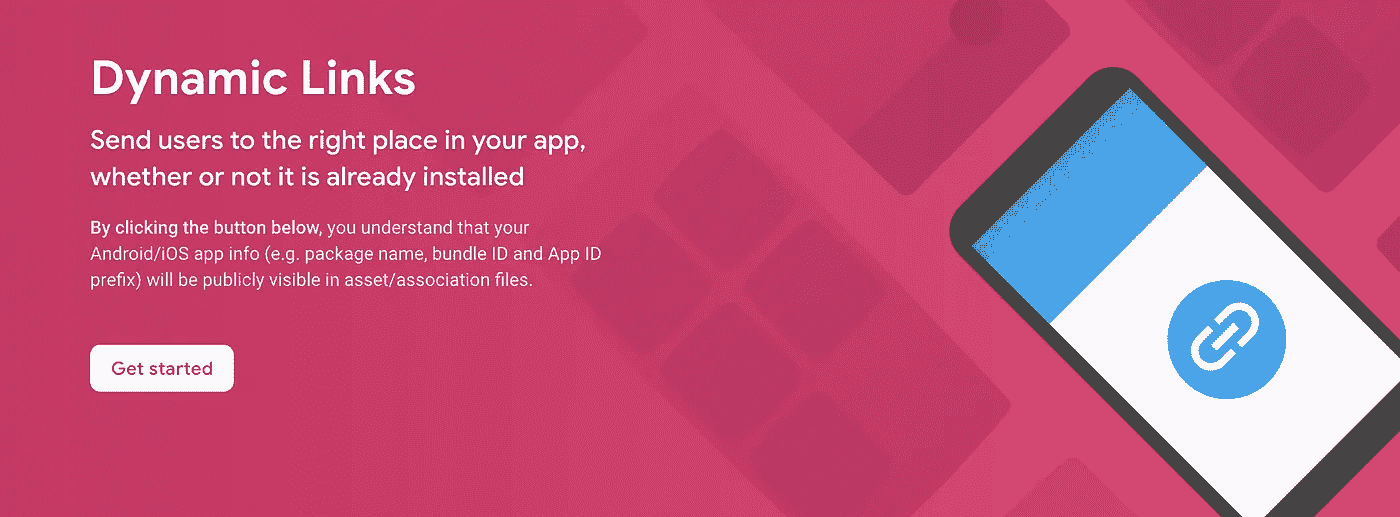 Dynamic Links
Send users to the right place in your app,
whether or not it is already installed
By clicking the button below, you understand that your
Android/iOS app info (e.g. package name, bundle ID and App ID
prefix) will be publicly visible in asset/association files.
Get started